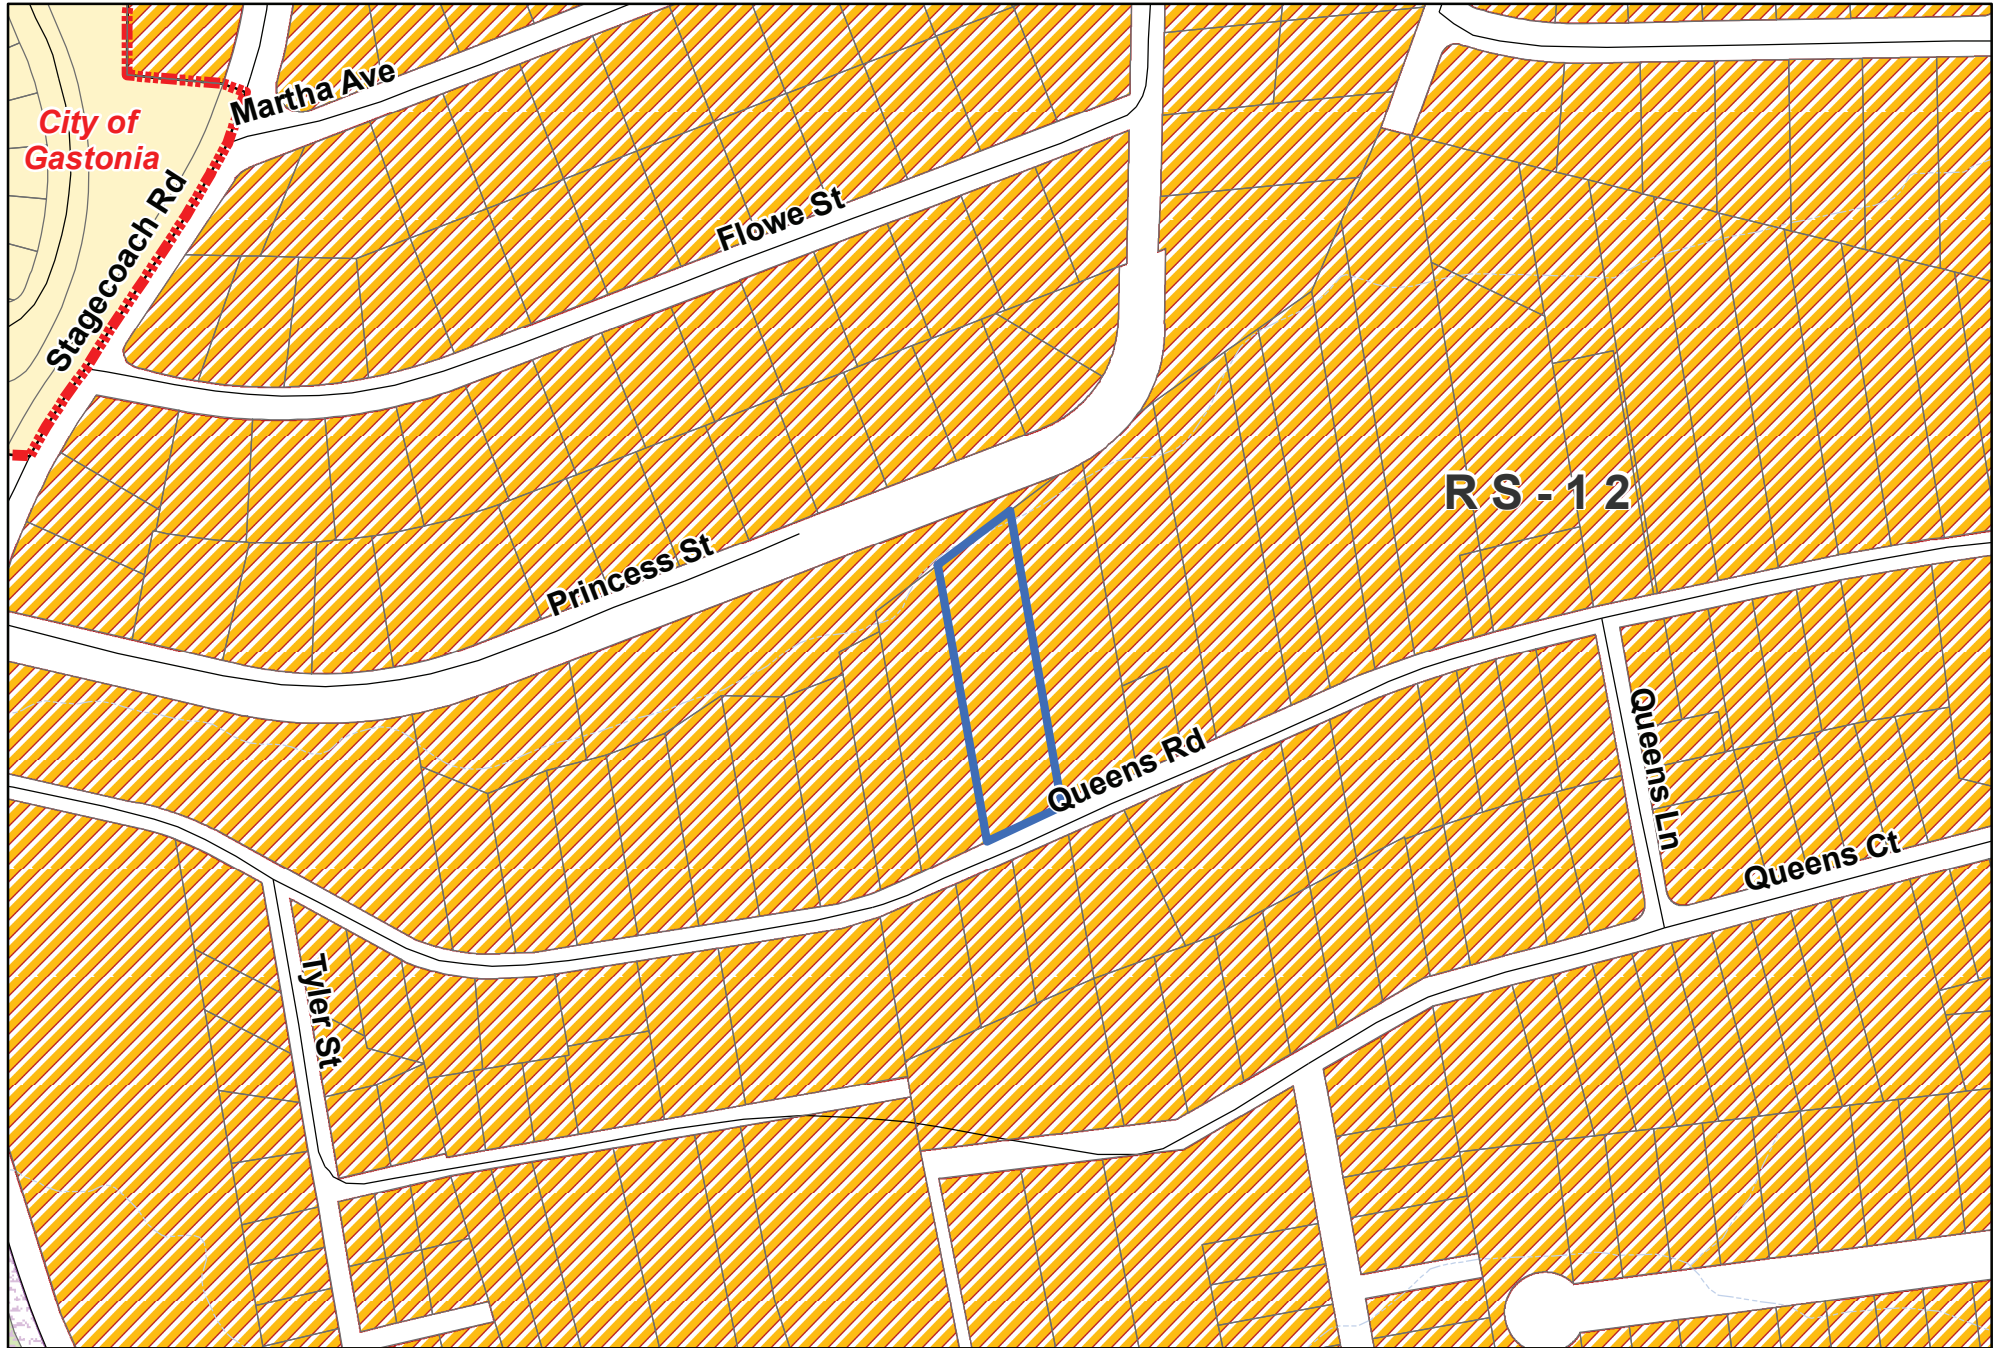 Martha Ave
City of
Gastonia
Stagecoach Rd
Flowe St
RS-12
Princess St
Queens Rd
Queens Ln
Queens Ct
Tyler St